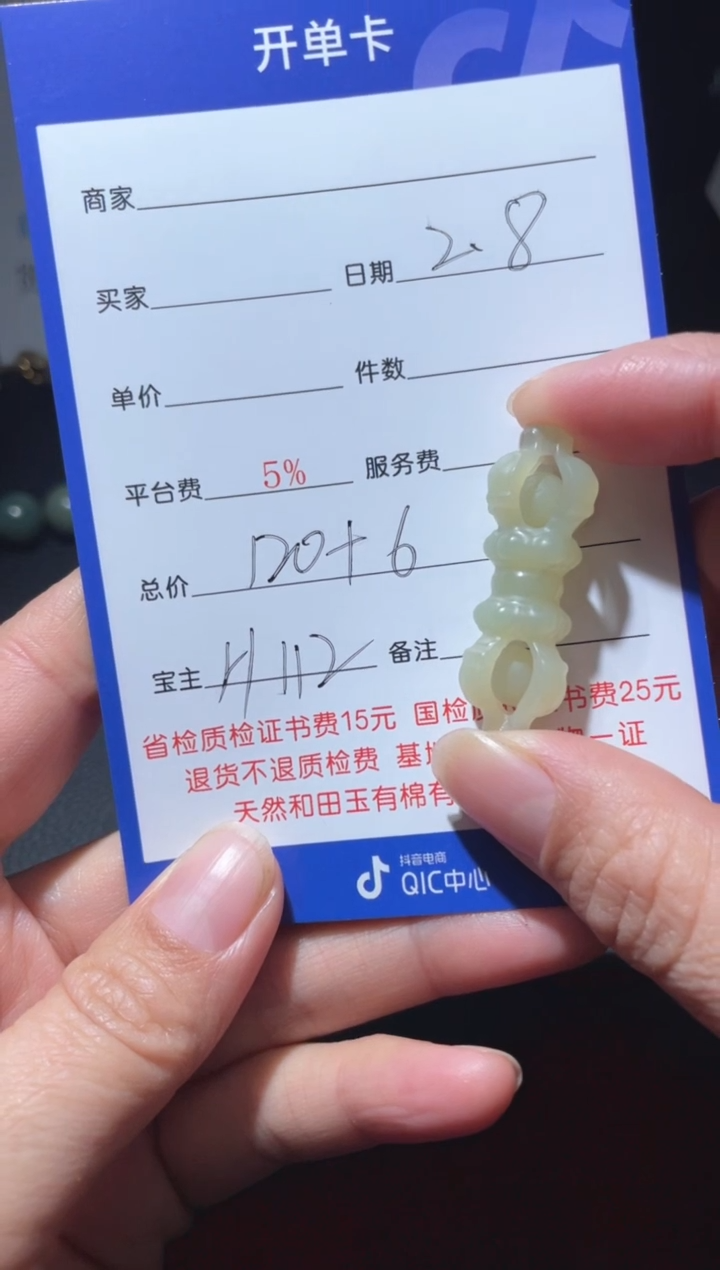 开单卡
商家
买家 日期 2.8
单价 件数
平台费 5% 服务费
总价 120+6
宝主 H112 备注
省检质检证书费15元 国检 书费25元
退货不退质检费 基 一证
天然和田玉有棉有
抖音电商
QIC中心